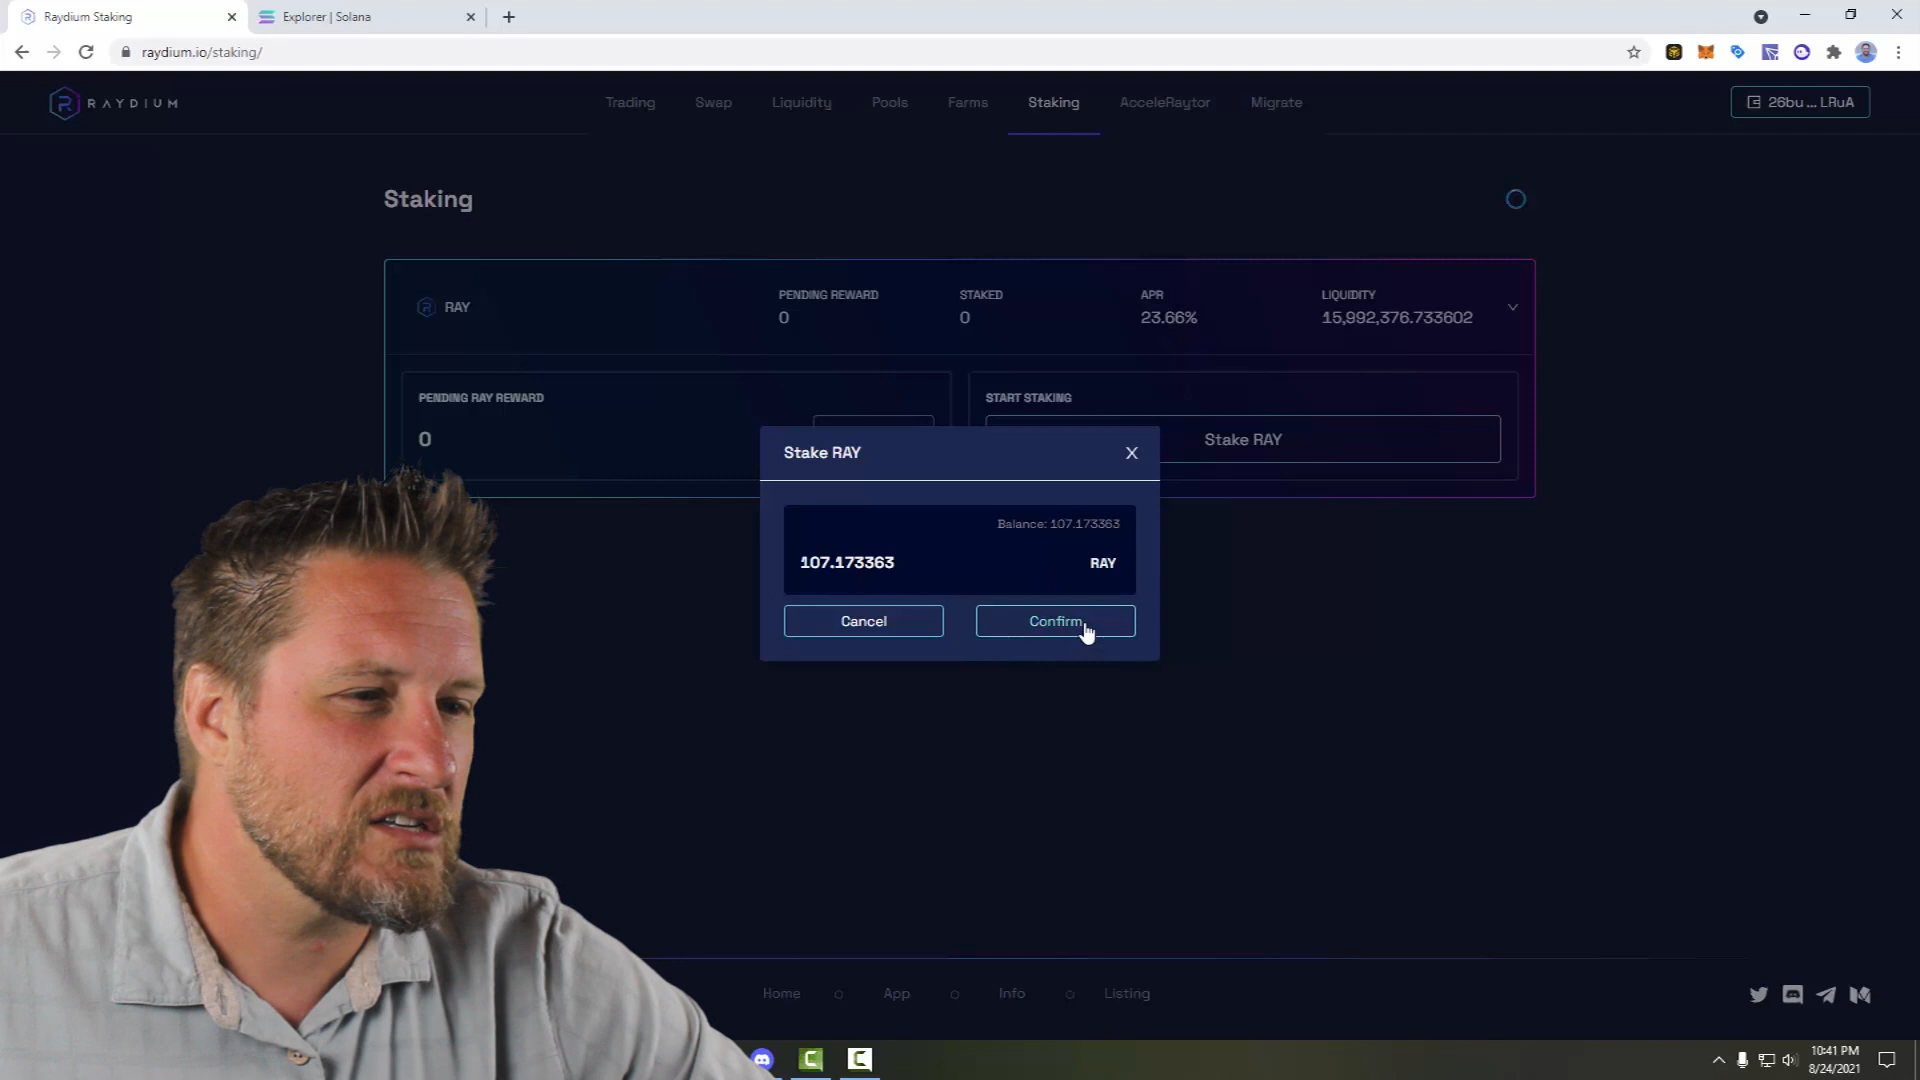 Raydium Staking
Explorer | Solana
raydium.io/staking/
RAYDIUM
Trading
Swap
Liquidity
Pools
Farms
Staking
AcceleRaytor
Migrate
26bu ... LRuA
Staking
RAY
PENDING REWARD
0
STAKED
0
APR
23.66%
LIQUIDITY
15,992,376.733602
PENDING RAY REWARD
0
START STAKING
Stake RAY
Stake RAY
X
Balance: 107.173363
107.173363
RAY
Cancel
Confirm
Home
App
Info
Listing
10:41 PM
8/24/2021